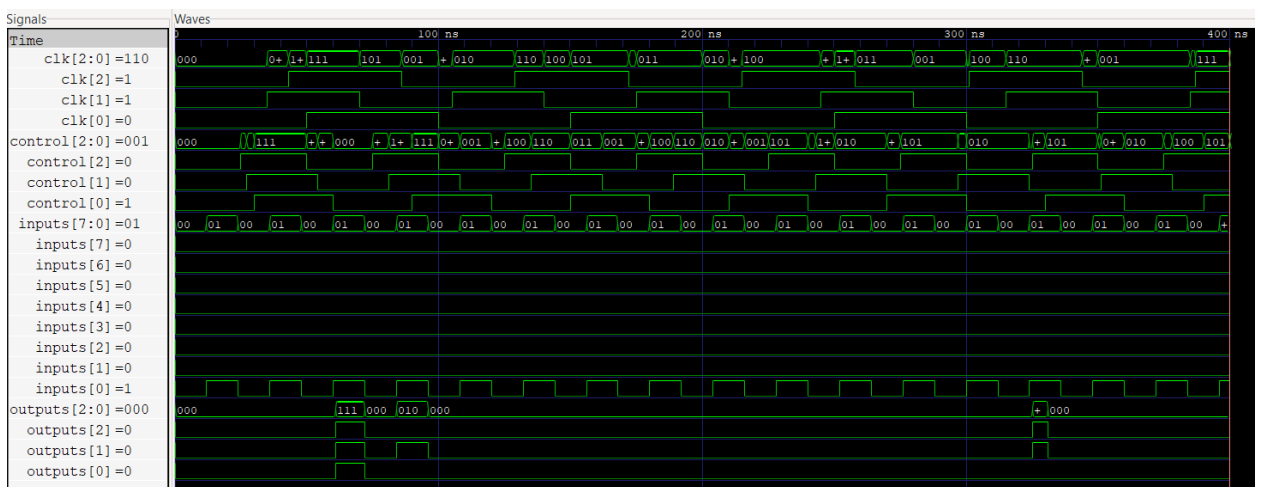 Signals Waves
Time 0 100 ns 200 ns 300 ns 400 ns
clk[2:0]=110 000 0+ 1+ 111 101 001 + 010 110 100 101 011 010 + 100 + 1+ 011 001 100 110 + 001 111
clk[2]=1
clk[1]=1
clk[0]=0
control[2:0]=001 000 111 + + 000 + 1+ 111 0+ 001 + 100 110 011 001 + 100 110 010 + 001 101 1+ 010 + 101 010 + 101 0+ 010 100 101
control[2]=0
control[1]=0
control[0]=1
inputs[7:0]=01 00 01 00 01 00 01 00 01 00 01 00 01 00 01 00 01 00 01 00 01 00 01 00 01 00 01 00 01 00 01 00 01 00 +
inputs[7]=0
inputs[6]=0
inputs[5]=0
inputs[4]=0
inputs[3]=0
inputs[2]=0
inputs[1]=0
inputs[0]=1
outputs[2:0]=000 000 111 000 010 000 + 000
outputs[2]=0
outputs[1]=0
outputs[0]=0